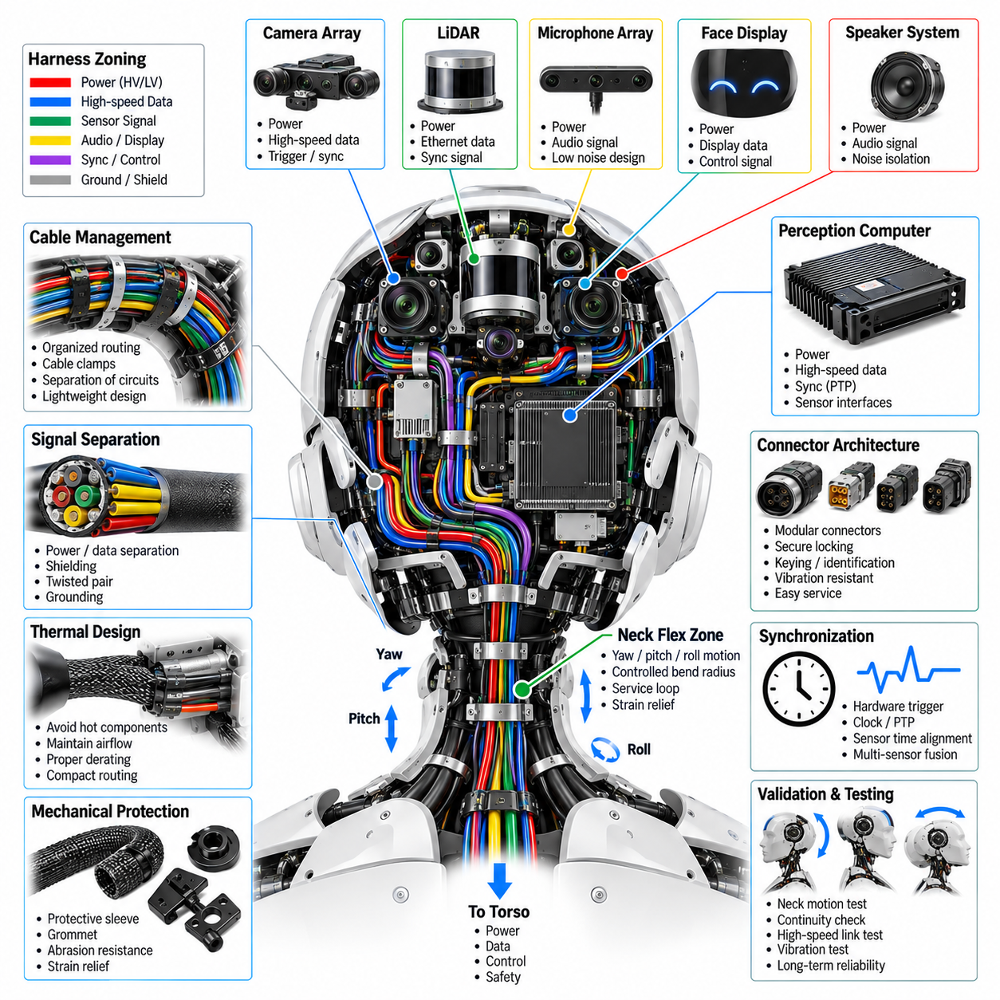 Harness Zoning
Power (HV/LV)
High-speed Data
Sensor Signal
Audio / Display
Sync / Control
Ground / Shield
Camera Array
• Power
• High-speed data
• Trigger / sync
LiDAR
• Power
• Ethernet data
• Sync signal
Microphone Array
• Power
• Audio signal
• Low noise design
Face Display
• Power
• Display data
• Control signal
Speaker System
• Power
• Audio signal
• Noise isolation
Cable Management
• Organized routing
• Cable clamps
• Separation of circuits
• Lightweight design
Perception Computer
• Power
• High-speed data
• Sync (PTP)
• Sensor interfaces
Signal Separation
• Power / data separation
• Shielding
• Twisted pair
• Grounding
Connector Architecture
• Modular connectors
• Secure locking
• Keying / identification
• Vibration resistant
• Easy service
Thermal Design
• Avoid hot components
• Maintain airflow
• Proper derating
• Compact routing
Yaw
Pitch
Neck Flex Zone
• Yaw / pitch / roll motion
• Controlled bend radius
• Service loop
• Strain relief
Roll
Synchronization
• Hardware trigger
• Clock / PTP
• Sensor time alignment
• Multi-sensor fusion
Mechanical Protection
• Protective sleeve
• Grommet
• Abrasion resistance
• Strain relief
To Torso
• Power
• Data
• Control
• Safety
Validation & Testing
• Neck motion test
• Continuity check
• High-speed link test
• Vibration test
• Long-term reliability